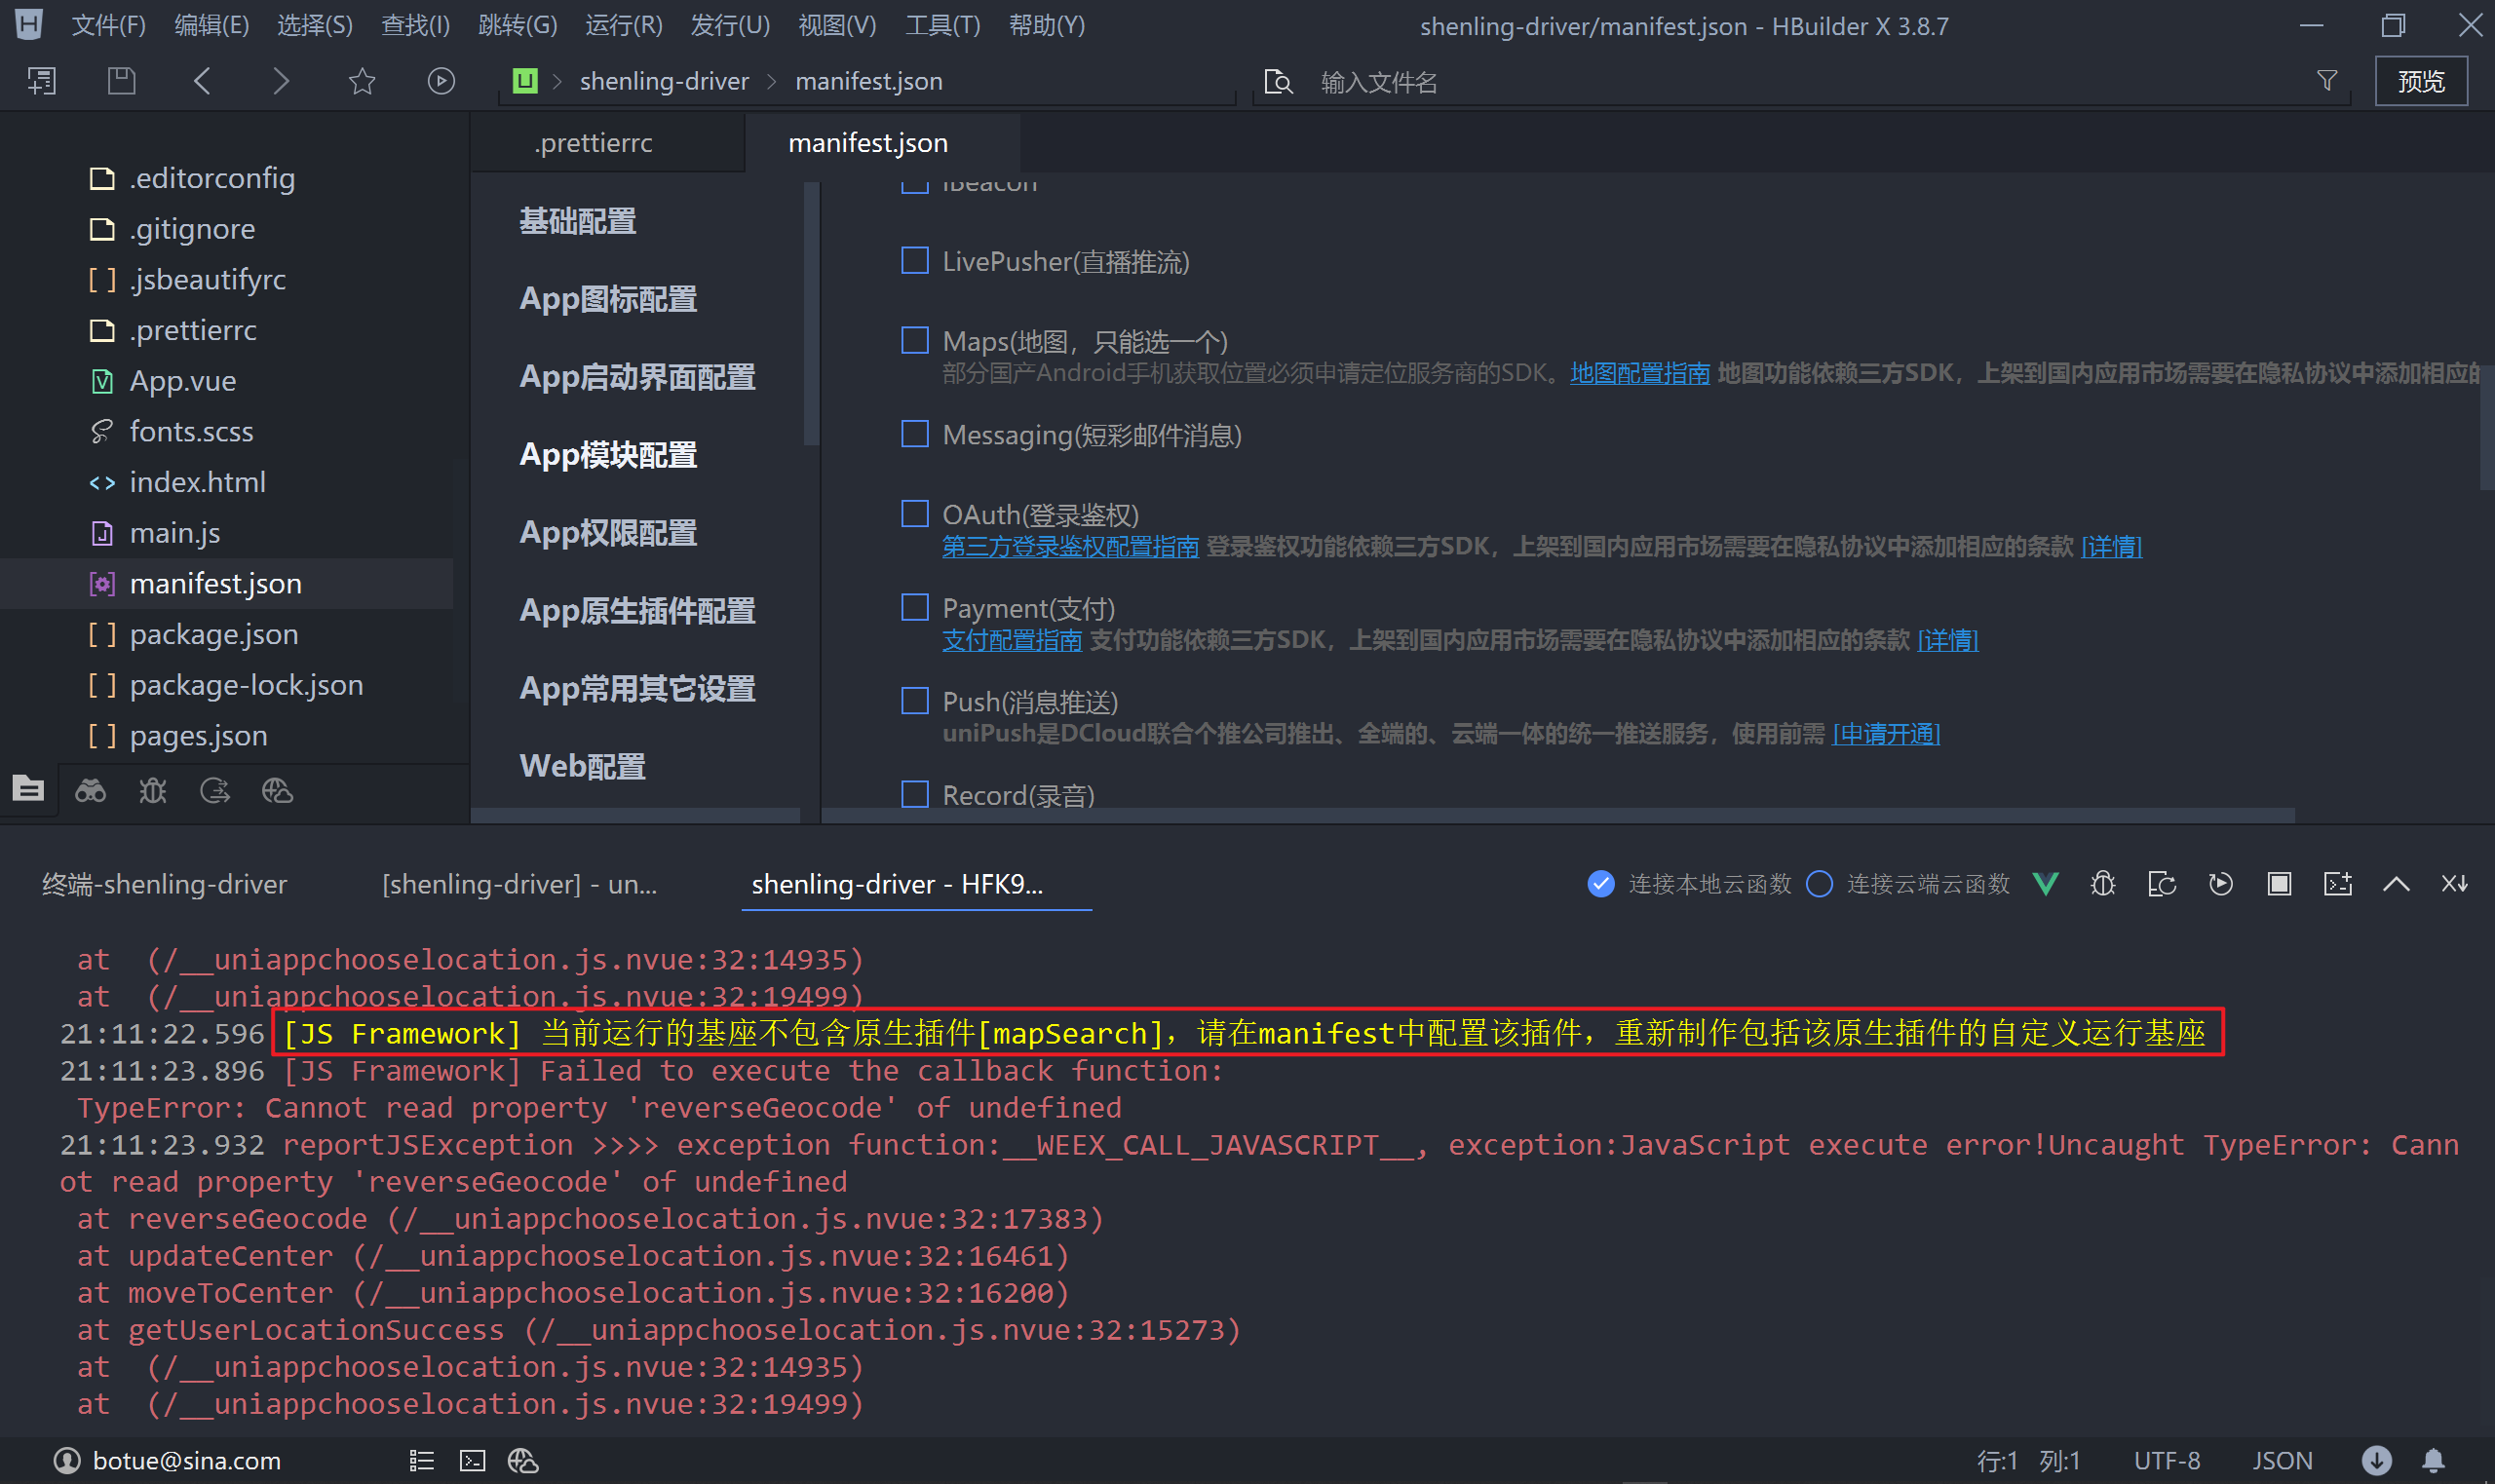 文件(F) 编辑(E) 选择(S) 查找(I) 跳转(G) 运行(R) 发行(U) 视图(V) 工具(T) 帮助(Y) shenling-driver/manifest.json - HBuilder X 3.8.7
shenling-driver manifest.json 输入文件名 预览
.editorconfig
.gitignore
.jsbeautifyrc
.prettierrc
App.vue
fonts.scss
index.html
main.js
manifest.json
package.json
package-lock.json
pages.json
.prettierrc manifest.json
基础配置
App图标配置
App启动界面配置
App模块配置
App权限配置
App原生插件配置
App常用其它设置
Web配置
iBeacon
LivePusher(直播推流)
Maps(地图，只能选一个)
部分国产Android手机获取位置必须申请定位服务商的SDK。地图配置指南 地图功能依赖三方SDK，上架到国内应用市场需要在隐私协议中添加相应的
Messaging(短彩邮件消息)
OAuth(登录鉴权)
第三方登录鉴权配置指南 登录鉴权功能依赖三方SDK，上架到国内应用市场需要在隐私协议中添加相应的条款 [详情]
Payment(支付)
支付配置指南 支付功能依赖三方SDK，上架到国内应用市场需要在隐私协议中添加相应的条款 [详情]
Push(消息推送)
uniPush是DCloud联合个推公司推出、全端的、云端一体的统一推送服务，使用前需 [申请开通]
Record(录音)
终端-shenling-driver [shenling-driver] - un... shenling-driver - HFK9... 连接本地云函数 连接云端云函数
at (/__uniappchooselocation.js.nvue:32:14935)
at (/__uniappchooselocation.js.nvue:32:19499)
21:11:22.596 [JS Framework] 当前运行的基座不包含原生插件[mapSearch]，请在manifest中配置该插件，重新制作包括该原生插件的自定义运行基座
21:11:23.896 [JS Framework] Failed to execute the callback function:
TypeError: Cannot read property 'reverseGeocode' of undefined
21:11:23.932 reportJSException >>>> exception function:__WEEX_CALL_JAVASCRIPT__, exception:JavaScript execute error!Uncaught TypeError: Cann
ot read property 'reverseGeocode' of undefined
at reverseGeocode (/__uniappchooselocation.js.nvue:32:17383)
at updateCenter (/__uniappchooselocation.js.nvue:32:16461)
at moveToCenter (/__uniappchooselocation.js.nvue:32:16200)
at getUserLocationSuccess (/__uniappchooselocation.js.nvue:32:15273)
at (/__uniappchooselocation.js.nvue:32:14935)
at (/__uniappchooselocation.js.nvue:32:19499)
botue@sina.com 行:1 列:1 UTF-8 JSON